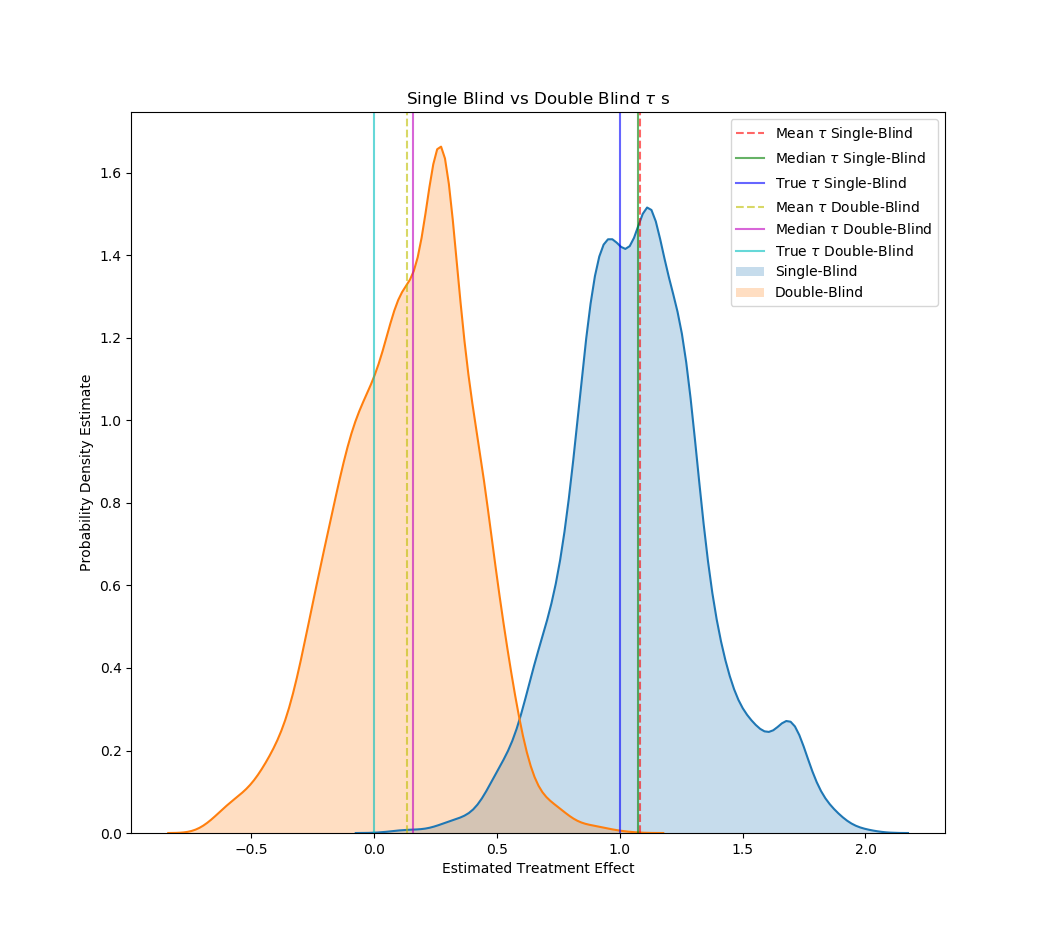 Single Blind vs Double Blind τ s
Mean τ Single-Blind
Median τ Single-Blind
True τ Single-Blind
Mean τ Double-Blind
Median τ Double-Blind
True τ Double-Blind
Single-Blind
Double-Blind
Probability Density Estimate
1.6
1.4
1.2
1.0
0.8
0.6
0.4
0.2
0.0
−0.5 0.0 0.5 1.0 1.5 2.0
Estimated Treatment Effect